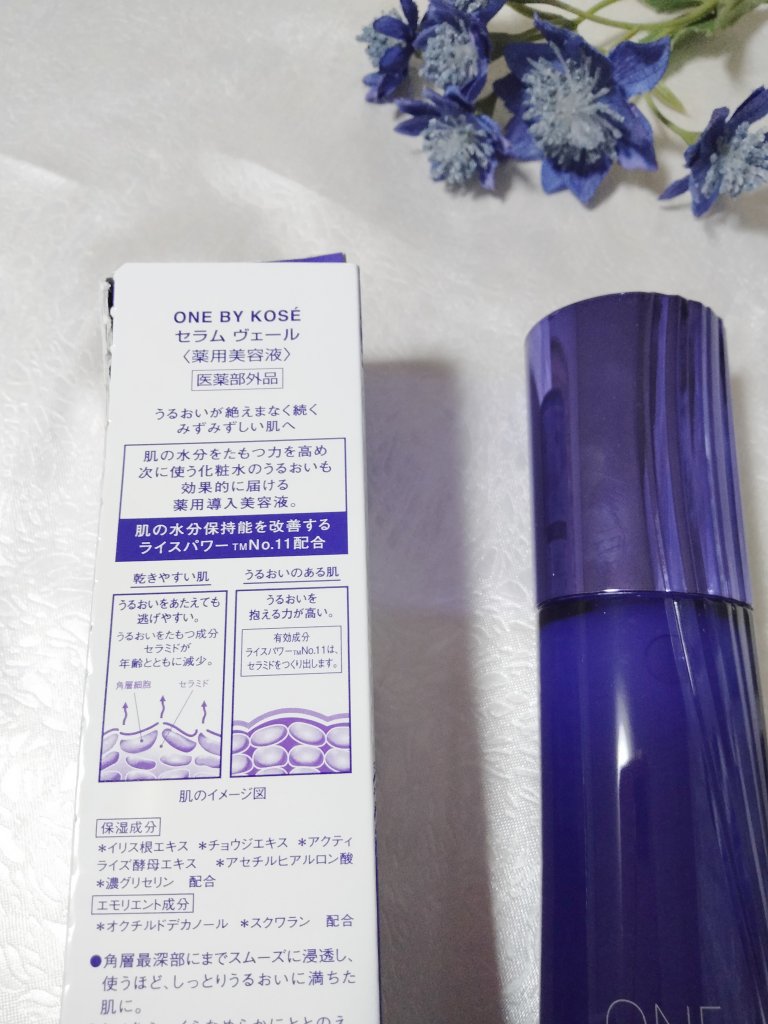 ONE BY KOSÉ
セラム ヴェール
〈薬用美容液〉
医薬部外品
うるおいが絶えまなく続く
みずみずしい肌へ
肌の水分をたもつ力を高め
次に使う化粧水のうるおいも
効果的に届ける
薬用導入美容液。
肌の水分保持能を改善する
ライスパワー™No.11配合
乾きやすい肌
うるおいをあたえても
逃げやすい。
うるおいをたもつ成分
セラミドが
年齢とともに減少。
角層細胞 セラミド
うるおいのある肌
うるおいを
抱える力が高い。
有効成分
ライスパワー™No.11は、
セラミドをつくり出します。
肌のイメージ図
保湿成分
*イリス根エキス *チョウジエキス *アクティ
ライズ酵母エキス *アセチルヒアルロン酸
*濃グリセリン 配合
エモリエント成分
*オクチルドデカノール *スクワラン 配合
●角層最深部にまでスムーズに浸透し、
使うほど、しっとりうるおいに満ちた
肌に。
ONE